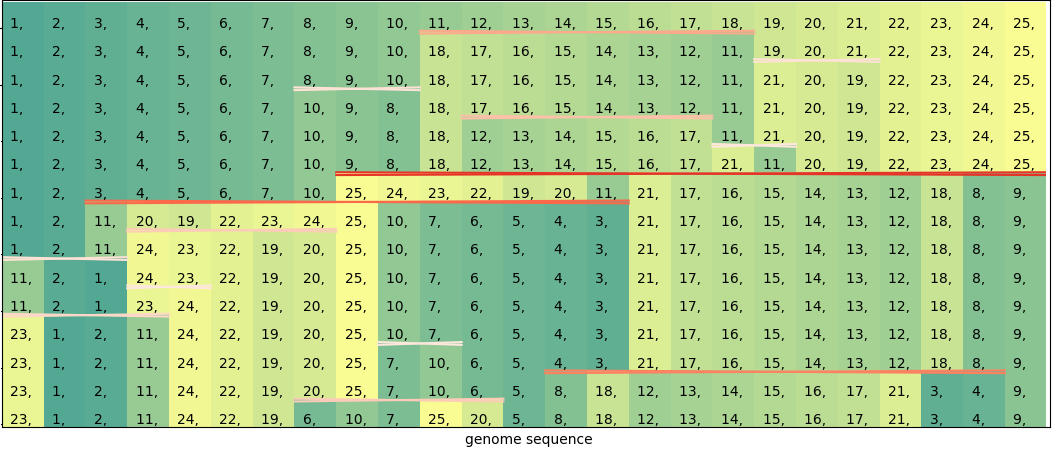 1, 2, 3, 4, 5, 6, 7, 8, 9, 10, 11, 12, 13, 14, 15, 16, 17, 18, 19, 20, 21, 22, 23, 24, 25,
1, 2, 3, 4, 5, 6, 7, 8, 9, 10, 18, 17, 16, 15, 14, 13, 12, 11, 19, 20, 21, 22, 23, 24, 25,
1, 2, 3, 4, 5, 6, 7, 8, 9, 10, 18, 17, 16, 15, 14, 13, 12, 11, 21, 20, 19, 22, 23, 24, 25,
1, 2, 3, 4, 5, 6, 7, 10, 9, 8, 18, 17, 16, 15, 14, 13, 12, 11, 21, 20, 19, 22, 23, 24, 25,
1, 2, 3, 4, 5, 6, 7, 10, 9, 8, 18, 12, 13, 14, 15, 16, 17, 11, 21, 20, 19, 22, 23, 24, 25,
1, 2, 3, 4, 5, 6, 7, 10, 9, 8, 18, 12, 13, 14, 15, 16, 17, 21, 11, 20, 19, 22, 23, 24, 25,
1, 2, 3, 4, 5, 6, 7, 10, 25, 24, 23, 22, 19, 20, 11, 21, 17, 16, 15, 14, 13, 12, 18, 8, 9,
1, 2, 11, 20, 19, 22, 23, 24, 25, 10, 7, 6, 5, 4, 3, 21, 17, 16, 15, 14, 13, 12, 18, 8, 9,
1, 2, 11, 24, 23, 22, 19, 20, 25, 10, 7, 6, 5, 4, 3, 21, 17, 16, 15, 14, 13, 12, 18, 8, 9,
11, 2, 1, 24, 23, 22, 19, 20, 25, 10, 7, 6, 5, 4, 3, 21, 17, 16, 15, 14, 13, 12, 18, 8, 9,
11, 2, 1, 23, 24, 22, 19, 20, 25, 10, 7, 6, 5, 4, 3, 21, 17, 16, 15, 14, 13, 12, 18, 8, 9,
23, 1, 2, 11, 24, 22, 19, 20, 25, 10, 7, 6, 5, 4, 3, 21, 17, 16, 15, 14, 13, 12, 18, 8, 9,
23, 1, 2, 11, 24, 22, 19, 20, 25, 7, 10, 6, 5, 4, 3, 21, 17, 16, 15, 14, 13, 12, 18, 8, 9,
23, 1, 2, 11, 24, 22, 19, 20, 25, 7, 10, 6, 5, 8, 18, 12, 13, 14, 15, 16, 17, 21, 3, 4, 9,
23, 1, 2, 11, 24, 22, 19, 6, 10, 7, 25, 20, 5, 8, 18, 12, 13, 14, 15, 16, 17, 21, 3, 4, 9,
genome sequence